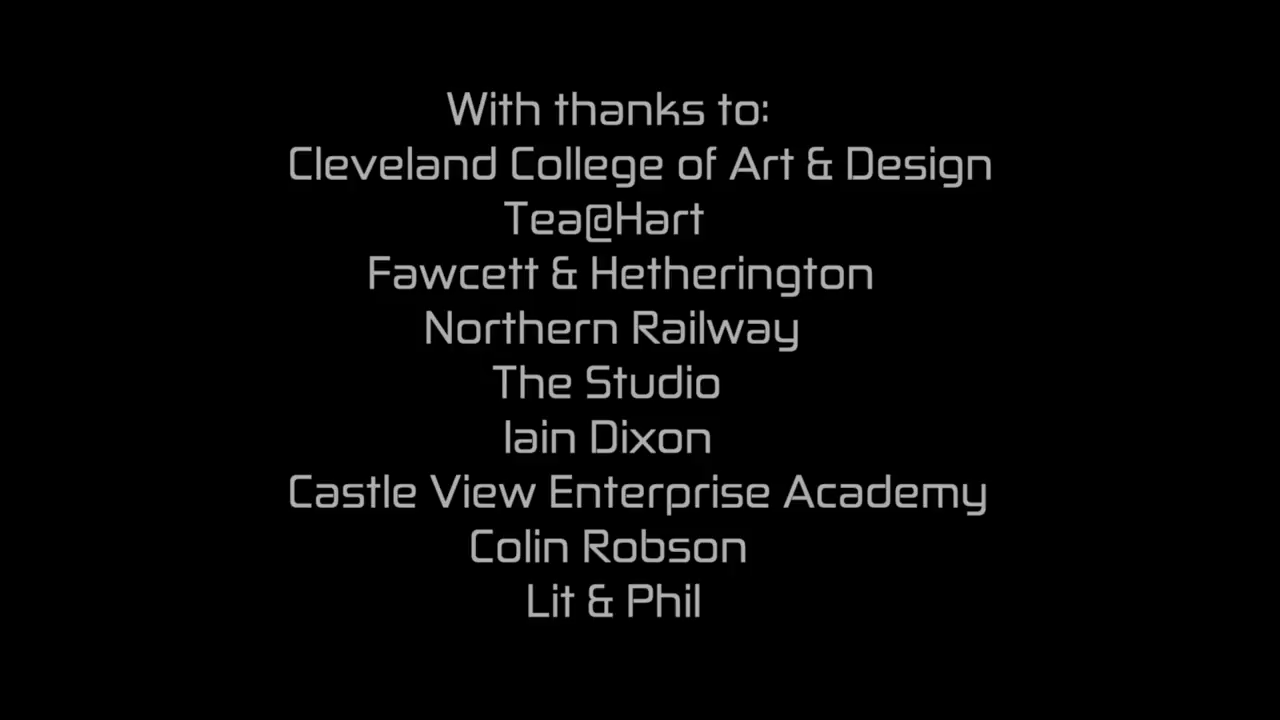 With thanks to:
Cleveland College of Art & Design
Tea@Hart
Fawcett & Hetherington
Northern Railway
The Studio
Iain Dixon
Castle View Enterprise Academy
Colin Robson
Lit & Phil